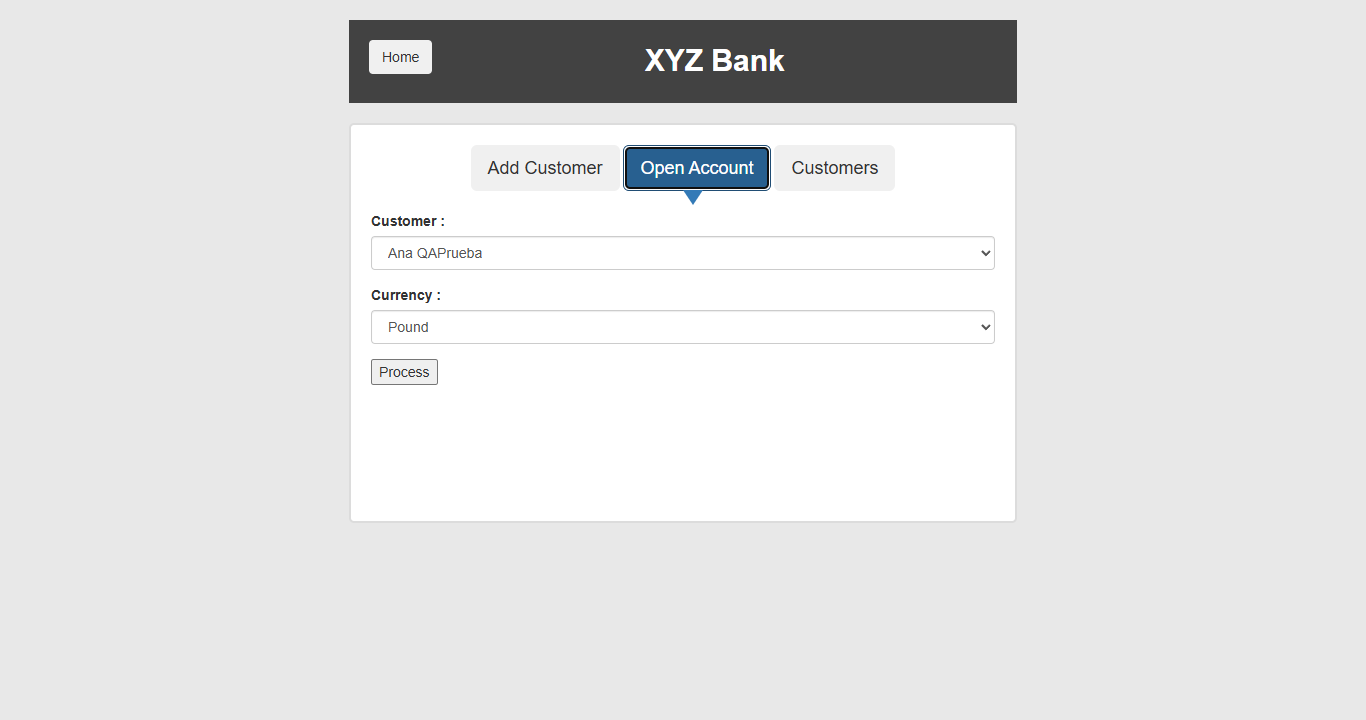 Home
XYZ Bank
Add Customer
Open Account
Customers
Customer :
Ana QAPrueba
Currency :
Pound
Process